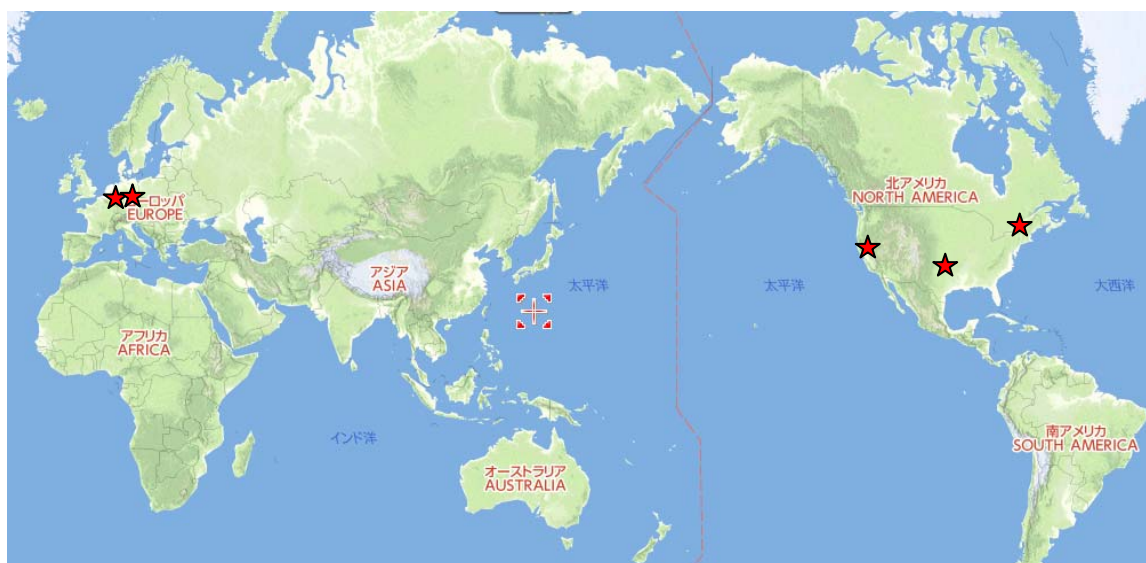 北アメリカ
NORTH AMERICA
ーロッパ
EUROPE
アジア
ASIA
太平洋
太平洋
大西洋
アフリカ
AFRICA
インド洋
南アメリカ
SOUTH AMERICA
オーストラリア
AUSTRALIA